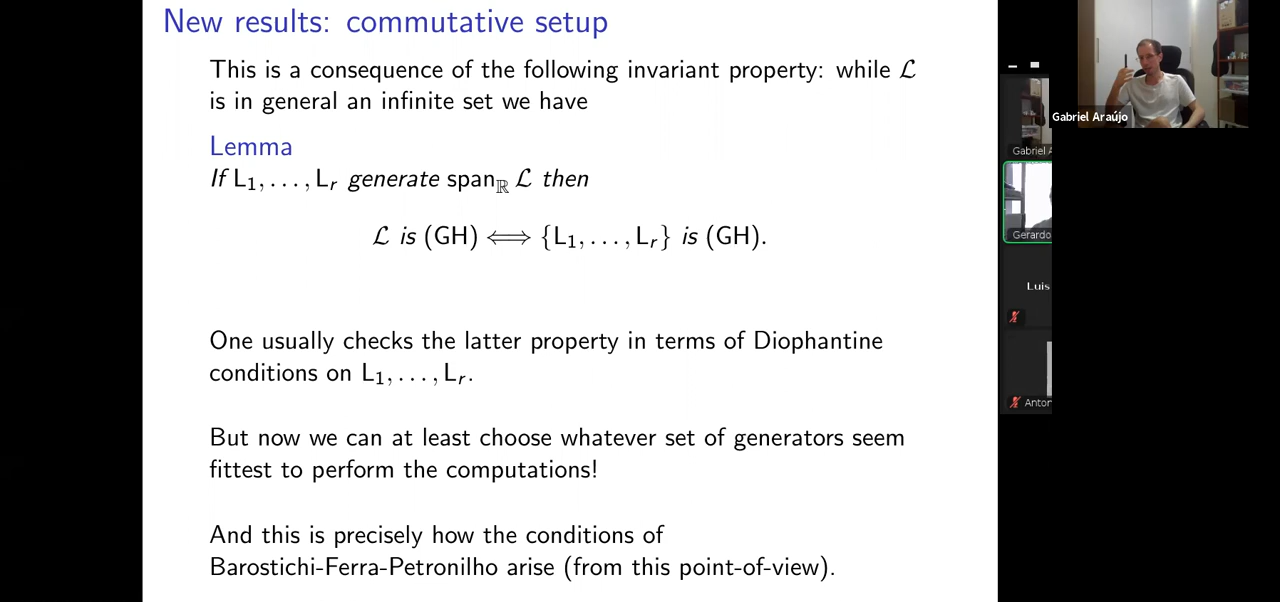 New results: commutative setup
This is a consequence of the following invariant property: while ℒ
is in general an infinite set we have
Lemma
If L₁, . . . , Lᵣ generate span_ℝ ℒ then
ℒ is (GH) ⟺ {L₁, . . . , Lᵣ} is (GH).
One usually checks the latter property in terms of Diophantine
conditions on L₁, . . . , Lᵣ.
But now we can at least choose whatever set of generators seem
fittest to perform the computations!
And this is precisely how the conditions of
Barostichi-Ferra-Petronilho arise (from this point-of-view).
Gabriel Araújo
Gabriel A
Gerardo
Luis
Anton